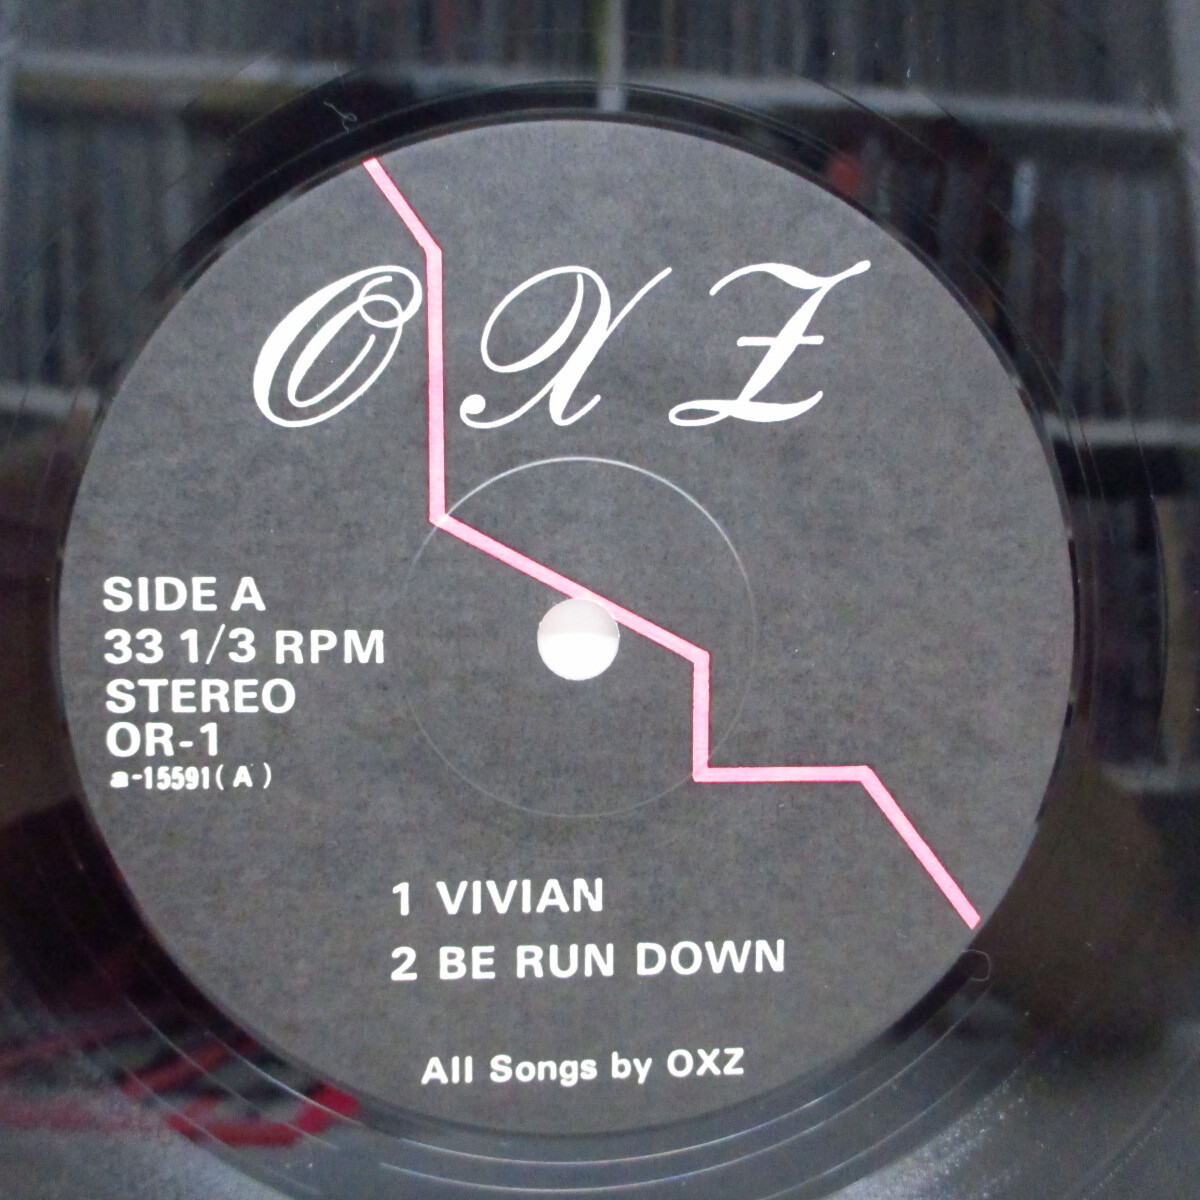 OXZ
SIDE A
33 1/3 RPM
STEREO
OR-1
a-15591(A)
1 VIVIAN
2 BE RUN DOWN
All Songs by OXZ